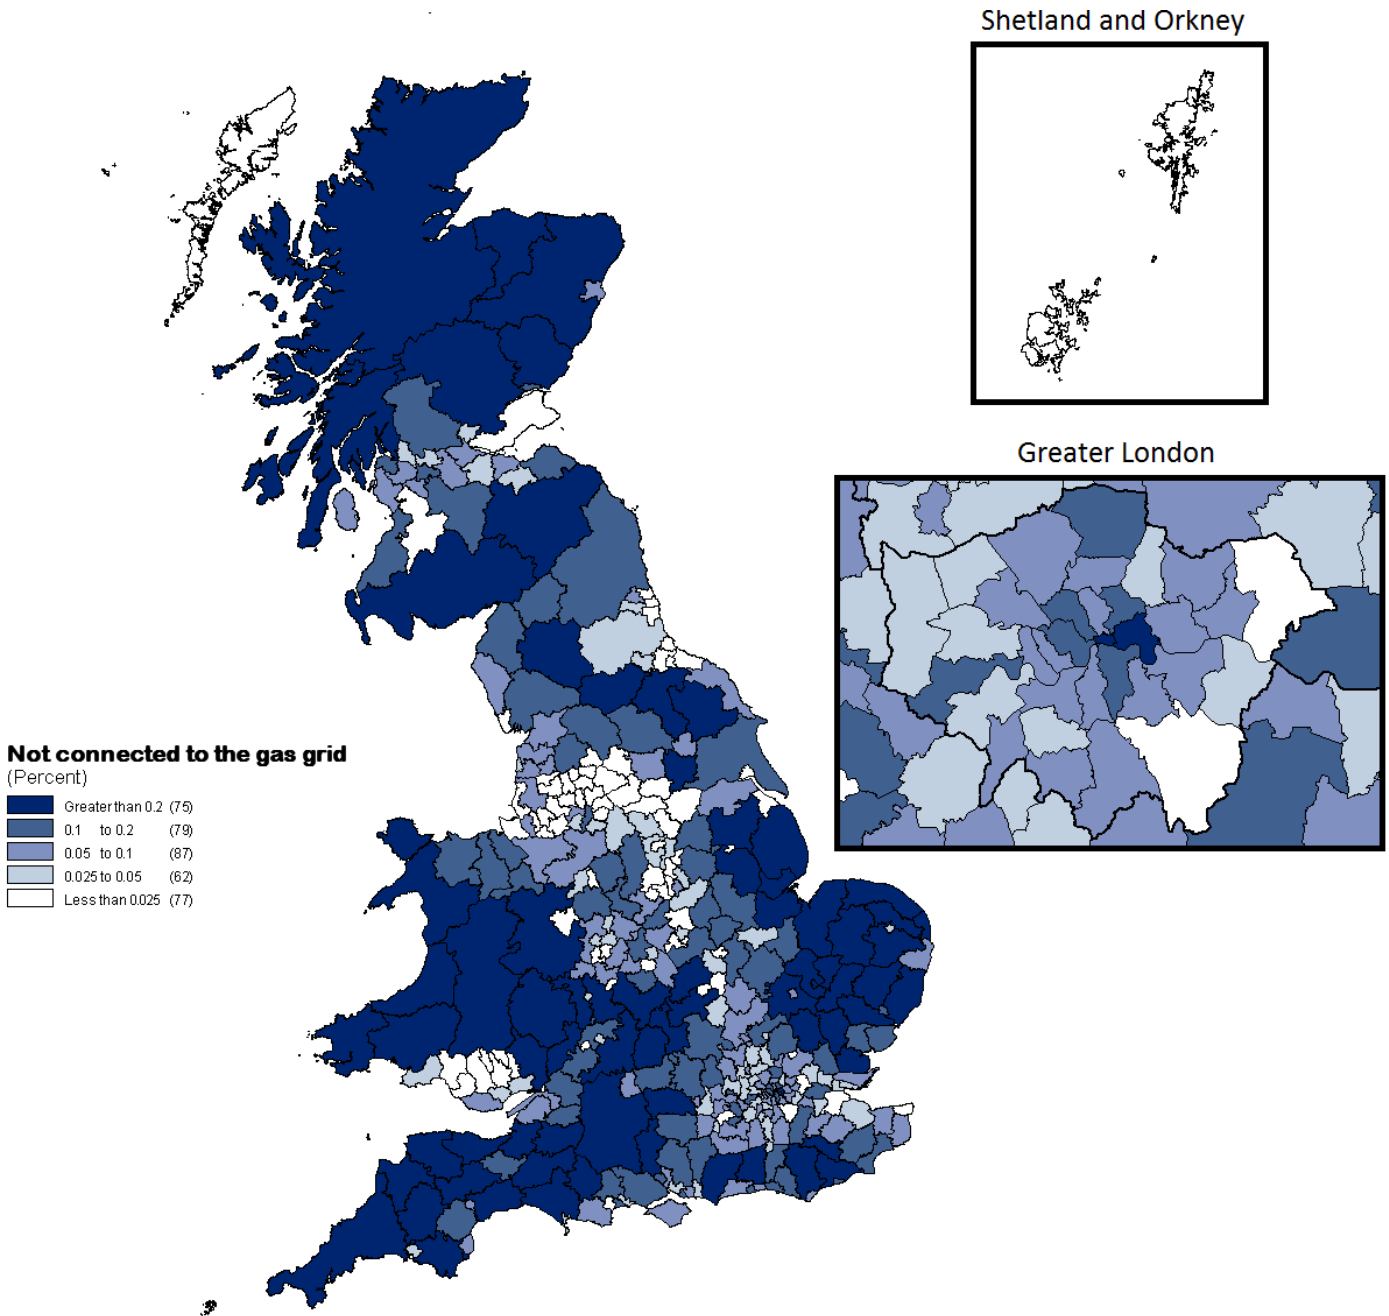 Shetland and Orkney
Greater London
Not connected to the gas grid
(Percent)
Greater than 0.2 (75)
0.1 to 0.2 (79)
0.05 to 0.1 (87)
0.025 to 0.05 (62)
Less than 0.025 (77)